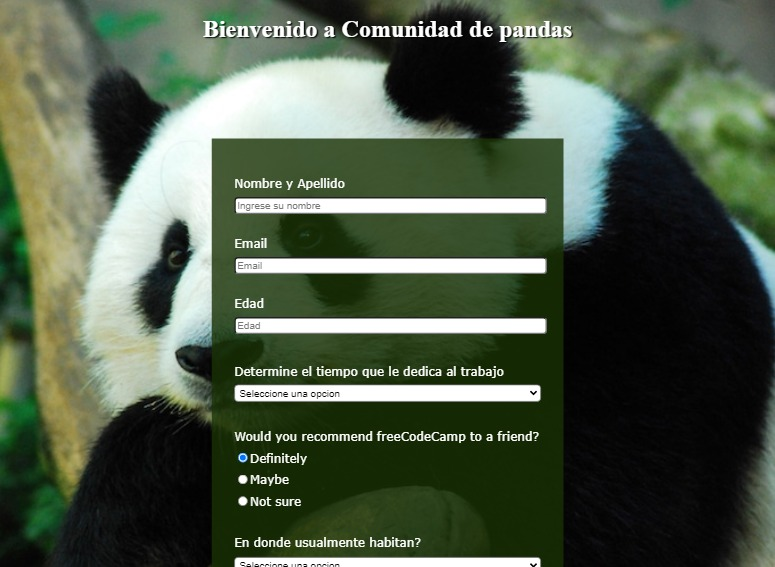 Bienvenido a Comunidad de pandas
Nombre y Apellido
Ingrese su nombre
Email
Email
Edad
Edad
Determine el tiempo que le dedica al trabajo
Seleccione una opcion
Would you recommend freeCodeCamp to a friend?
Definitely
Maybe
Not sure
En donde usualmente habitan?
Seleccione una opcion